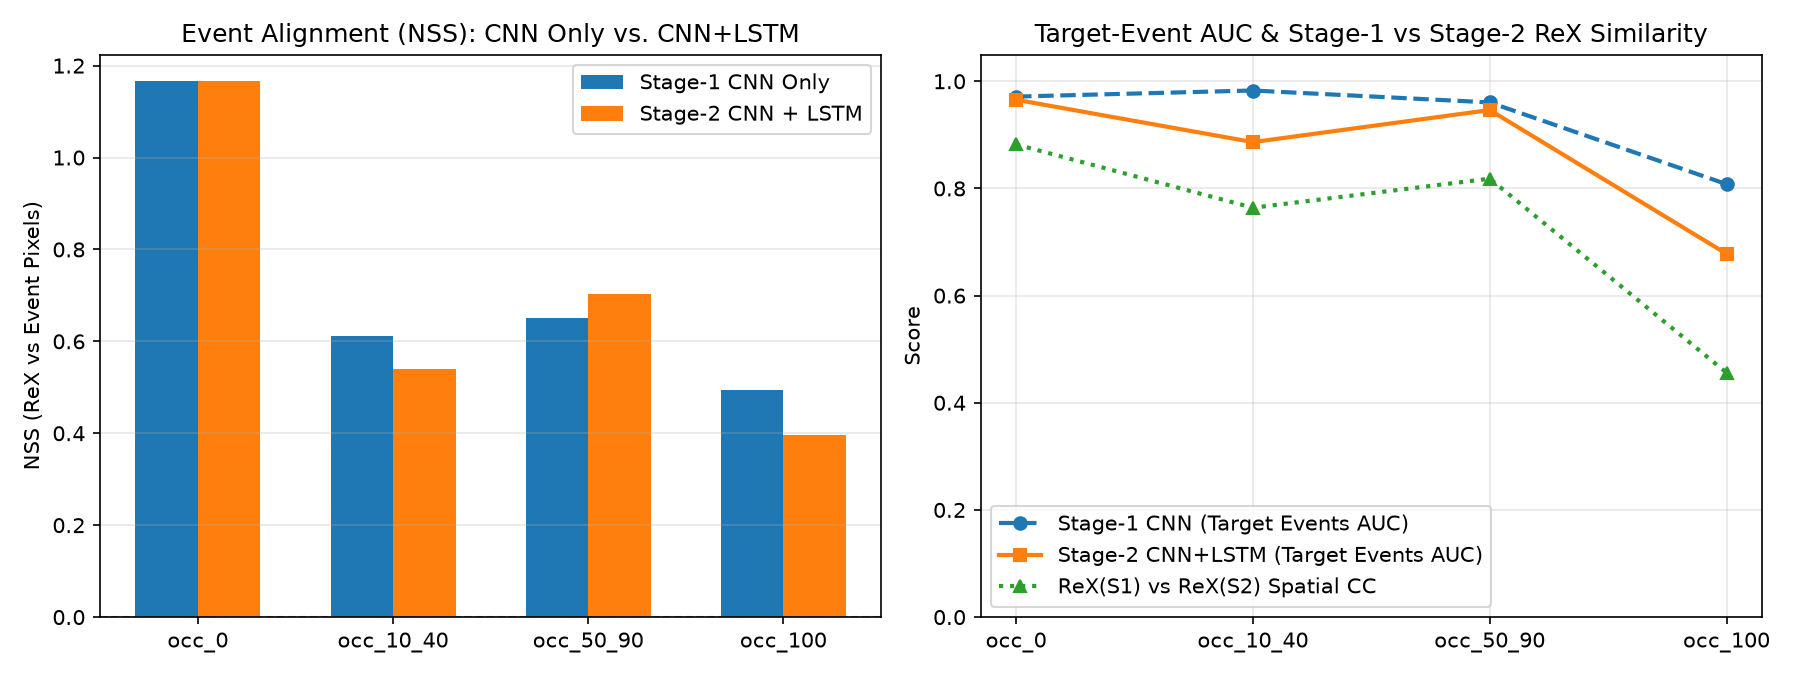 Event Alignment (NSS): CNN Only vs. CNN+LSTM
NSS (ReX vs Event Pixels)
1.2
1.0
0.8
0.6
0.4
0.2
0.0
Stage-1 CNN Only
Stage-2 CNN + LSTM
occ_0
occ_10_40
occ_50_90
occ_100
Target-Event AUC & Stage-1 vs Stage-2 ReX Similarity
Score
1.0
0.8
0.6
0.4
0.2
0.0
Stage-1 CNN (Target Events AUC)
Stage-2 CNN+LSTM (Target Events AUC)
ReX(S1) vs ReX(S2) Spatial CC
occ_0
occ_10_40
occ_50_90
occ_100